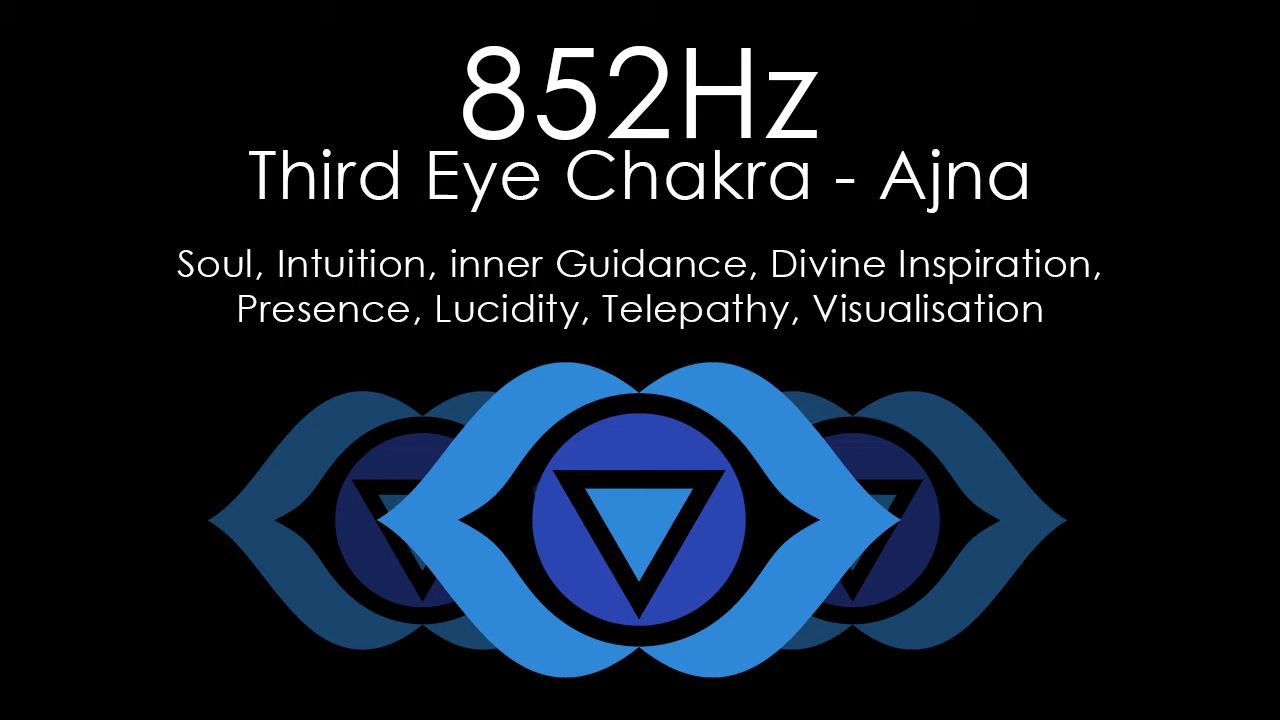 852Hz
Third Eye Chakra - Ajna
Soul, Intuition, inner Guidance, Divine Inspiration,
Presence, Lucidity, Telepathy, Visualisation